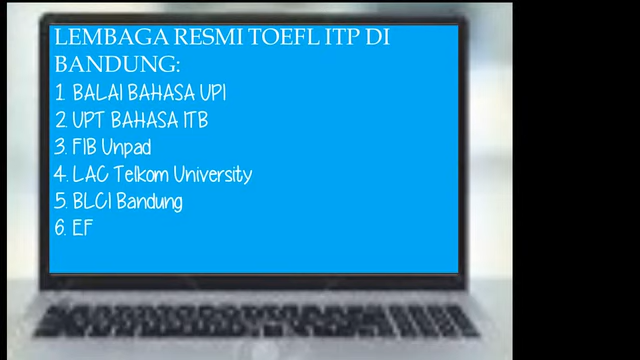 LEMBAGA RESMI TOEFL ITP DI
BANDUNG:
1. BALAI BAHASA UPI
2. UPT BAHASA ITB
3. FIB Unpad
4. LAC Telkom University
5. BLCI Bandung
6. EF